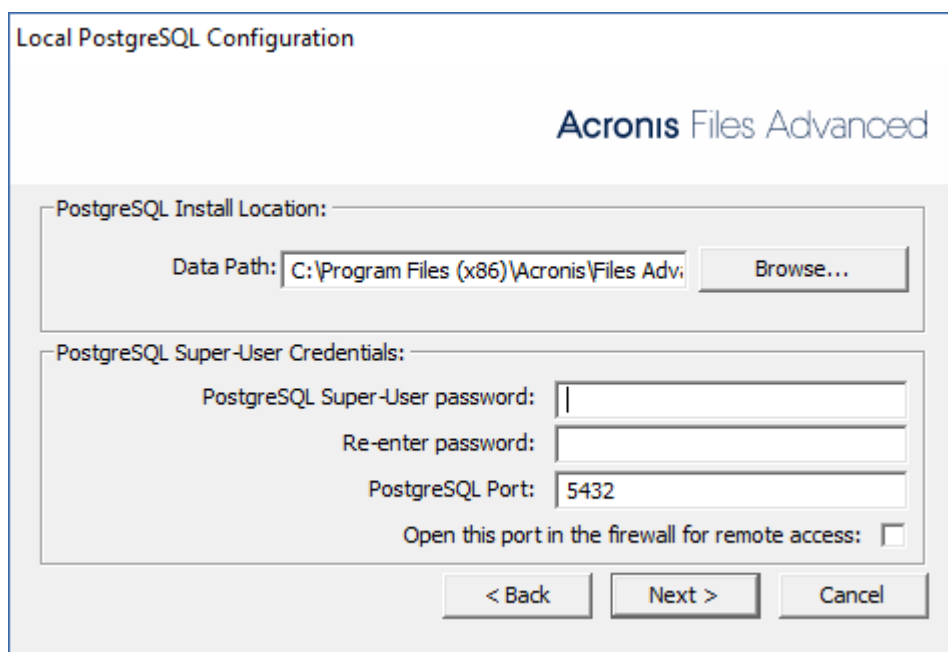 Local PostgreSQL Configuration
Acronis Files Advanced
PostgreSQL Install Location:
Data Path: C:\Program Files (x86)\Acronis\Files Adva Browse...
PostgreSQL Super-User Credentials:
PostgreSQL Super-User password:
Re-enter password:
PostgreSQL Port: 5432
Open this port in the firewall for remote access:
< Back Next > Cancel